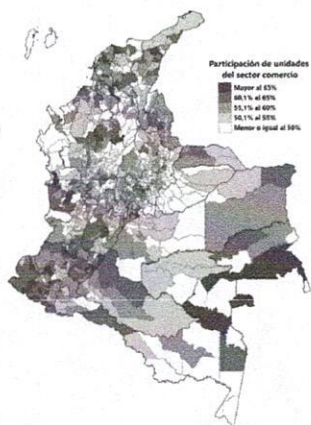 Participación de unidades
del sector comercio
Mayor al 65%
60,1% al 65%
55,1% al 60%
50,1% al 55%
Menor o igual al 50%